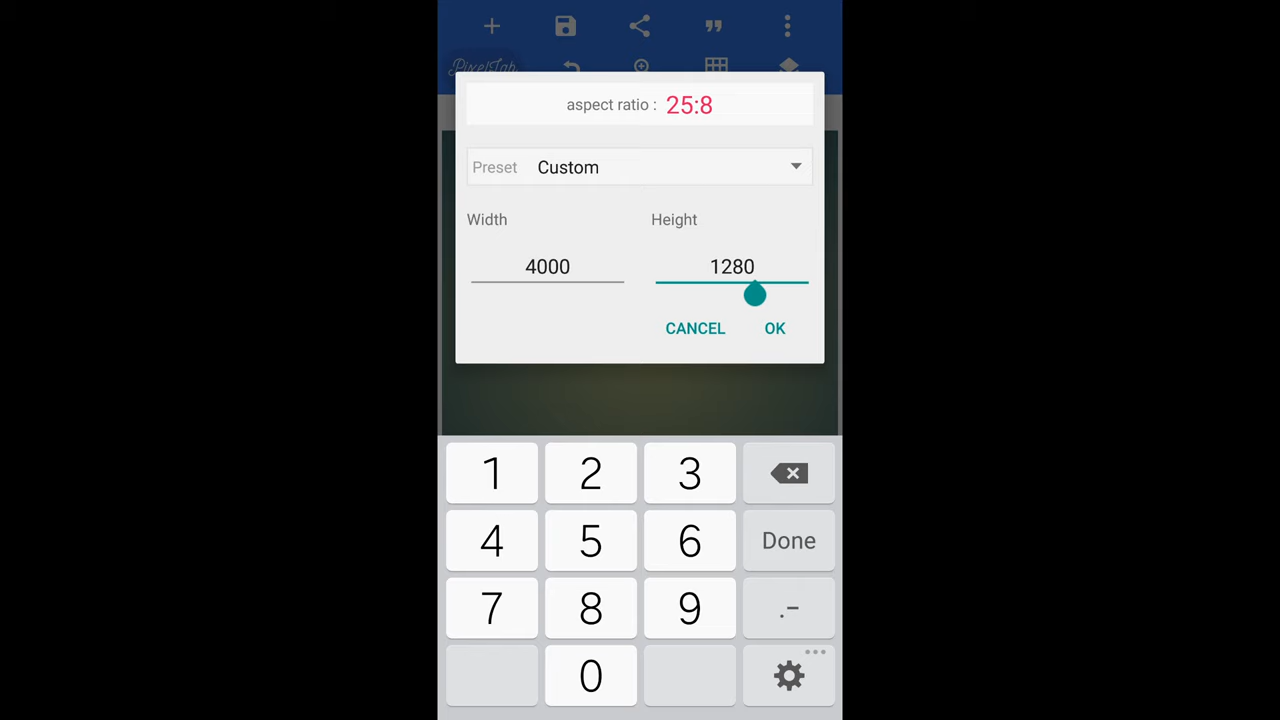 PixelLab
aspect ratio : 25:8
Preset Custom
Width Height
4000 1280
CANCEL OK
1 2 3
4 5 6 Done
7 8 9 .-
0